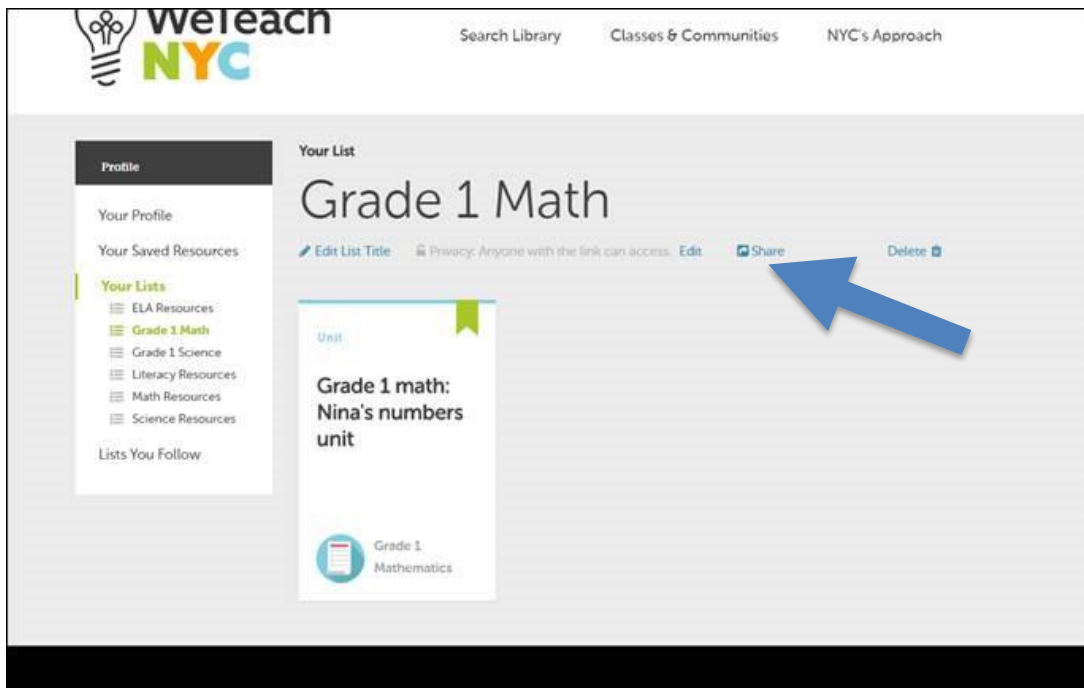 WeTeach
NYC
Search Library
Classes & Communities
NYC's Approach
Profile
Your Profile
Your Saved Resources
Your Lists
ELA Resources
Grade 1 Math
Grade 1 Science
Literacy Resources
Math Resources
Science Resources
Lists You Follow
Your List
Grade 1 Math
Edit List Title
Privacy: Anyone with the link can access. Edit
Share
Delete
Unit
Grade 1 math:
Nina's numbers
unit
Grade 1
Mathematics